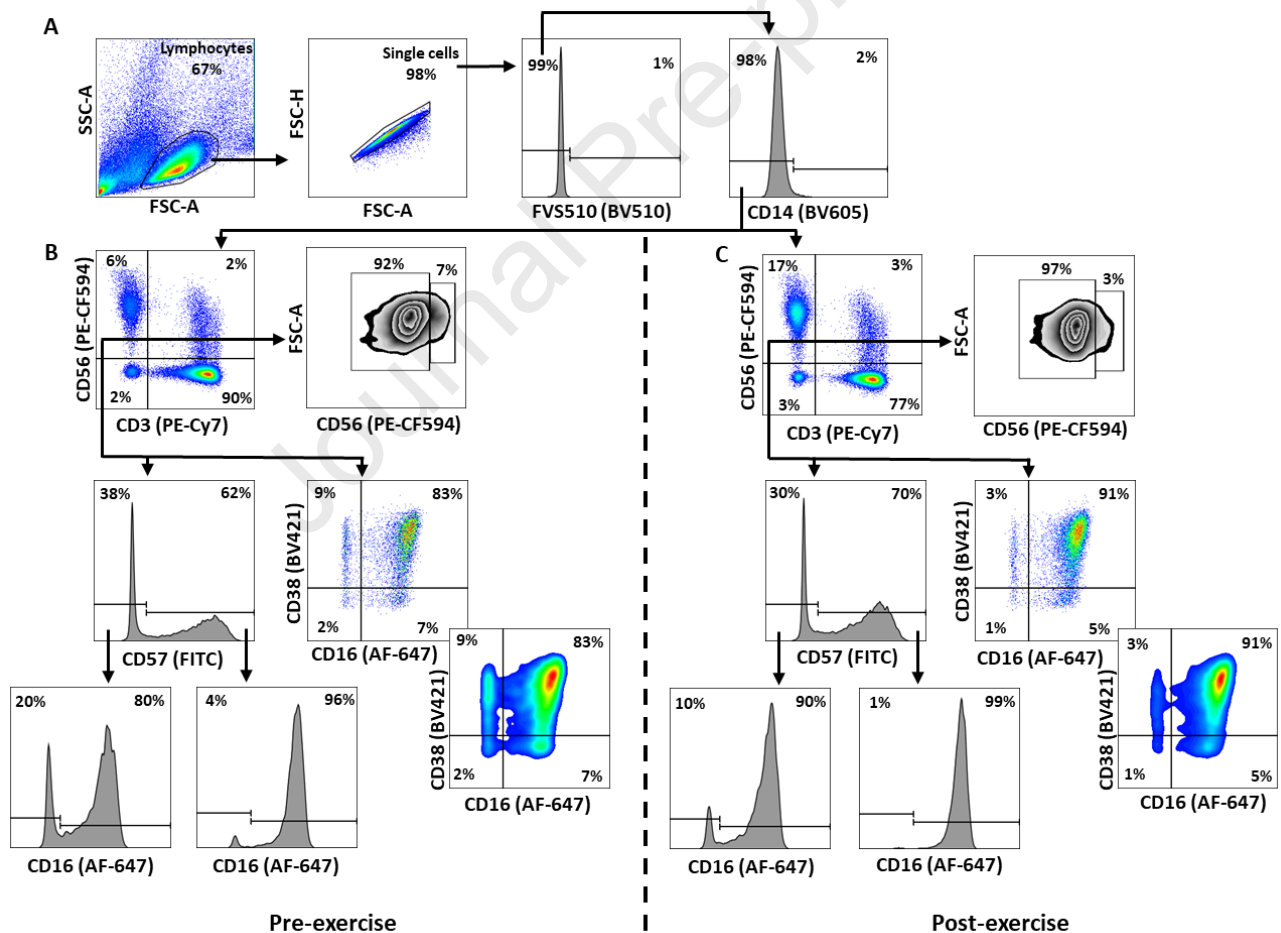 Journal Pre-p
A
Lymphocytes
67%
SSC-A
FSC-A
Single cells
98%
FSC-H
FSC-A
99%
1%
FVS510 (BV510)
98%
2%
CD14 (BV605)
B
6%
2%
2%
90%
CD56 (PE-CF594)
CD3 (PE-Cy7)
92%
7%
FSC-A
CD56 (PE-CF594)
38%
62%
CD57 (FITC)
9%
83%
2%
7%
CD38 (BV421)
CD16 (AF-647)
9%
83%
2%
7%
CD38 (BV421)
CD16 (AF-647)
20%
80%
CD16 (AF-647)
4%
96%
CD16 (AF-647)
Pre-exercise
C
17%
3%
3%
77%
CD56 (PE-CF594)
CD3 (PE-Cy7)
97%
3%
FSC-A
CD56 (PE-CF594)
30%
70%
CD57 (FITC)
3%
91%
1%
5%
CD38 (BV421)
CD16 (AF-647)
3%
91%
1%
5%
CD38 (BV421)
CD16 (AF-647)
10%
90%
CD16 (AF-647)
1%
99%
CD16 (AF-647)
Post-exercise